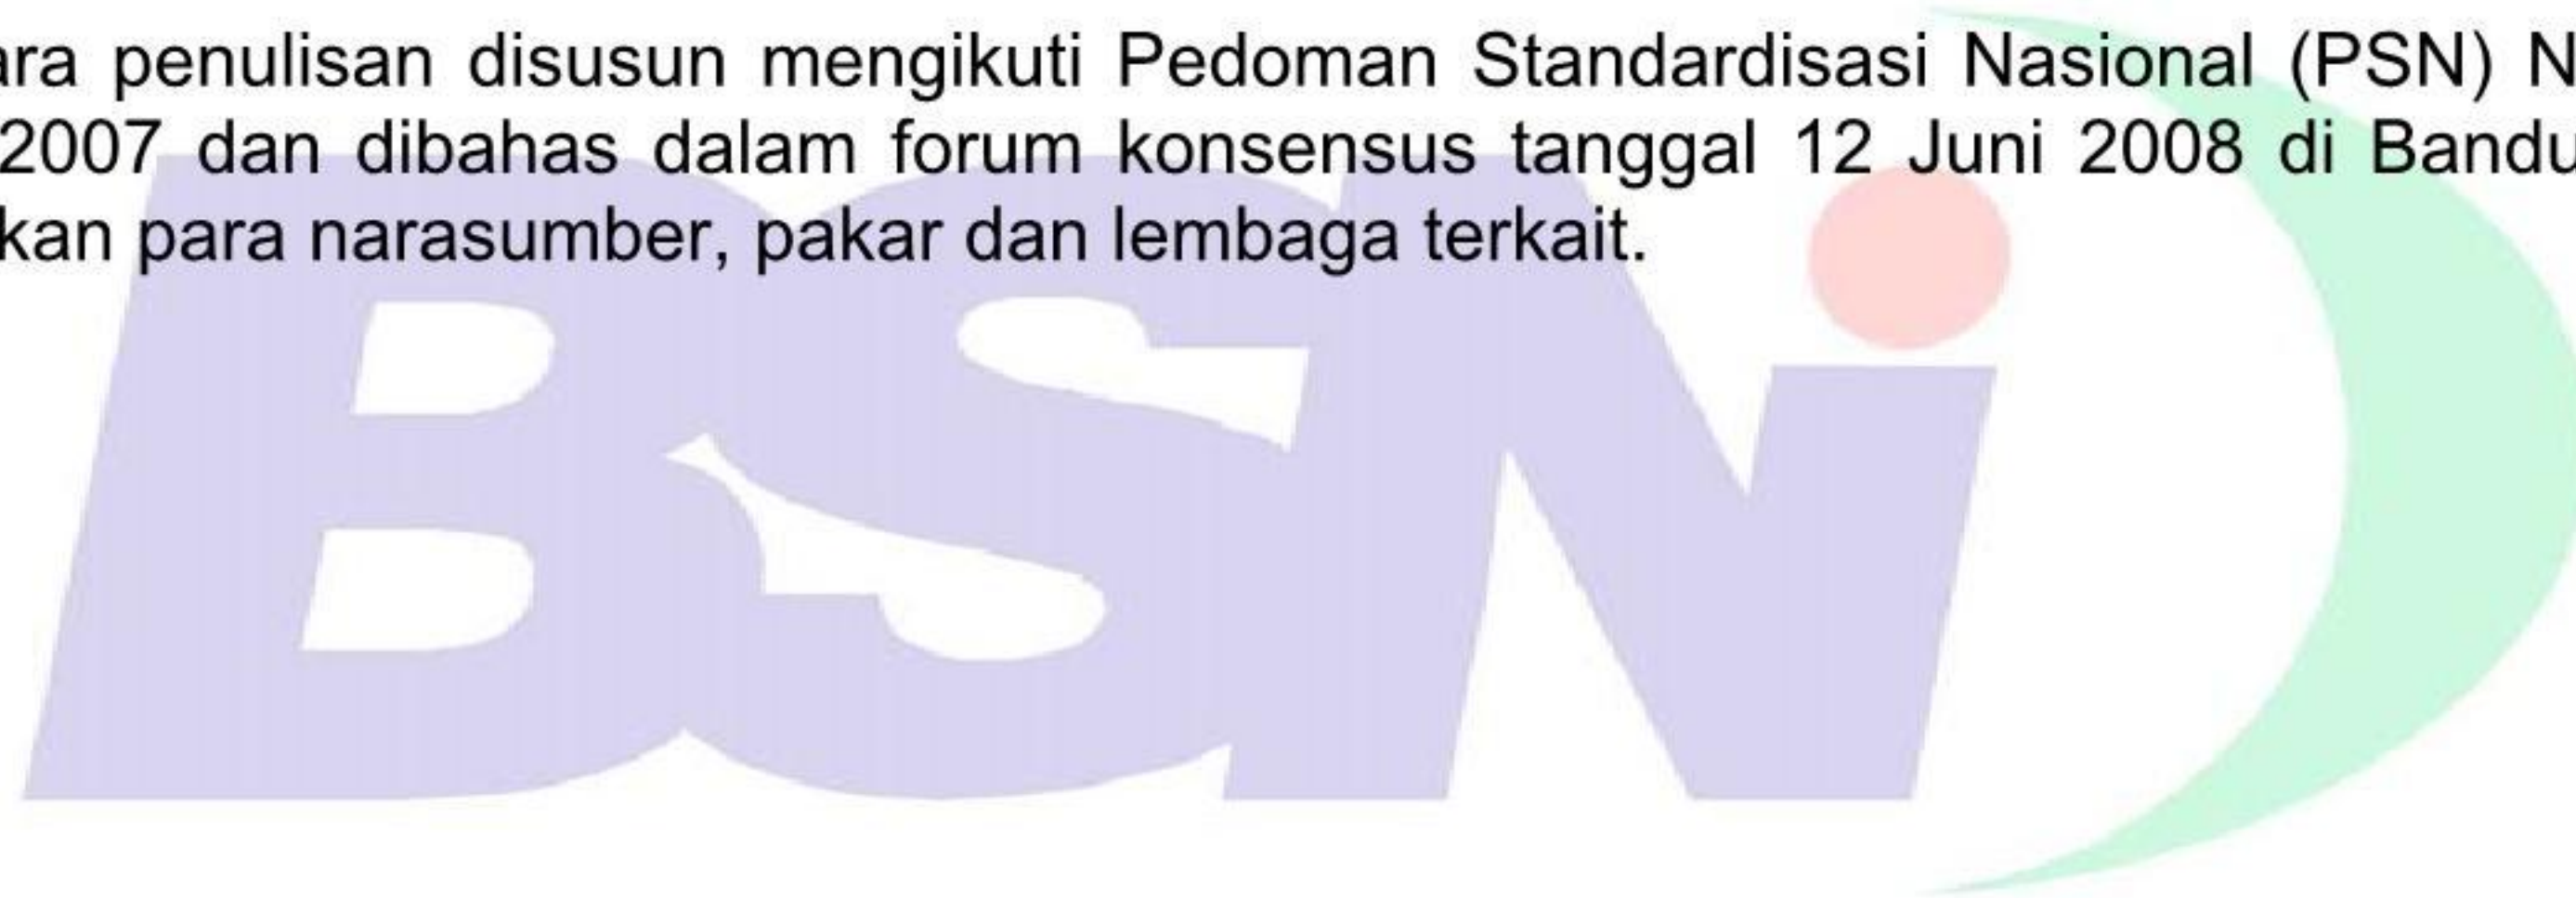 ara penulisan disusun mengikuti Pedoman Standardisasi Nasional (PSN) N
2007 dan dibahas dalam forum konsensus tanggal 12 Juni 2008 di Bandu
kan para narasumber, pakar dan lembaga terkait.
BSNi